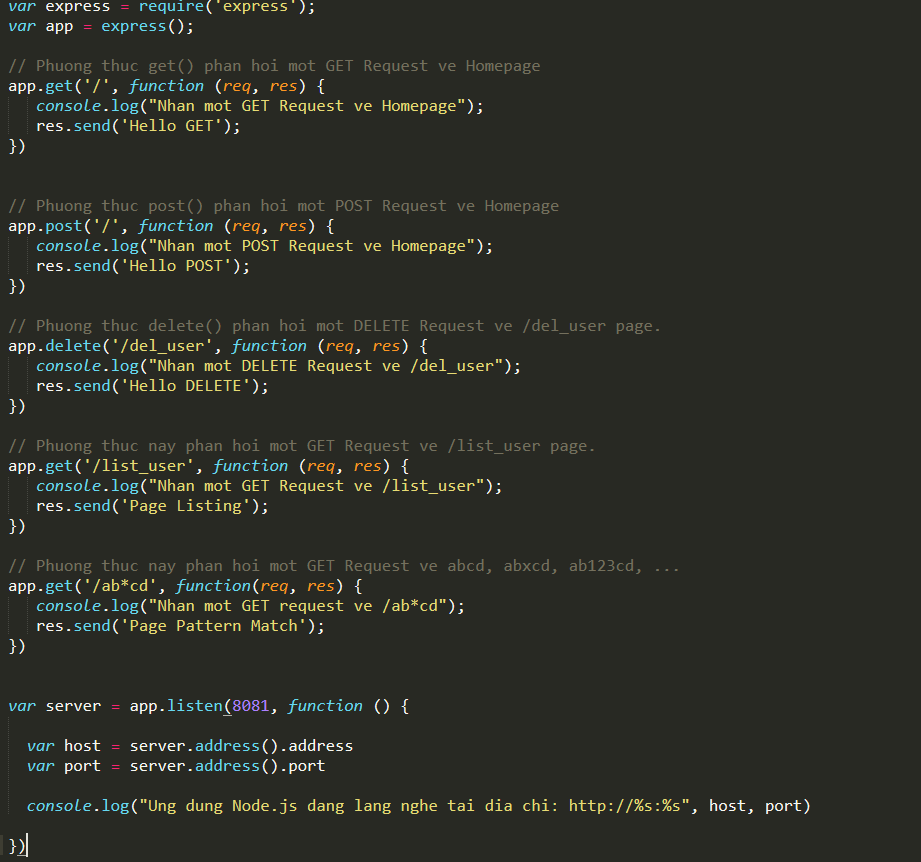 var express = require('express');
var app = express();
// Phuong thuc get() phan hoi mot GET Request ve Homepage
app.get('/', function (req, res) {
   console.log("Nhan mot GET Request ve Homepage");
   res.send('Hello GET');
})
// Phuong thuc post() phan hoi mot POST Request ve Homepage
app.post('/', function (req, res) {
   console.log("Nhan mot POST Request ve Homepage");
   res.send('Hello POST');
})
// Phuong thuc delete() phan hoi mot DELETE Request ve /del_user page.
app.delete('/del_user', function (req, res) {
   console.log("Nhan mot DELETE Request ve /del_user");
   res.send('Hello DELETE');
})
// Phuong thuc nay phan hoi mot GET Request ve /list_user page.
app.get('/list_user', function (req, res) {
   console.log("Nhan mot GET Request ve /list_user");
   res.send('Page Listing');
})
// Phuong thuc nay phan hoi mot GET Request ve abcd, abxcd, ab123cd, ...
app.get('/ab*cd', function(req, res) {
   console.log("Nhan mot GET request ve /ab*cd");
   res.send('Page Pattern Match');
})
var server = app.listen(8081, function () {
  var host = server.address().address
  var port = server.address().port
  console.log("Ung dung Node.js dang lang nghe tai dia chi: http://%s:%s", host, port)
})